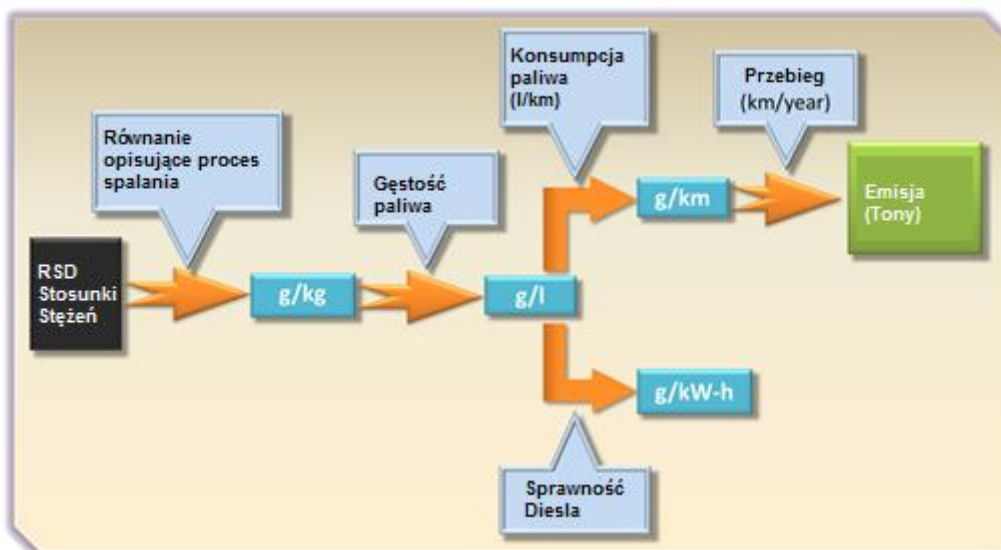 RSD
Stosunki
Stężeń
Równanie
opisujące proces
spalania
g/kg
Gęstość
paliwa
g/l
Konsumpcja
paliwa
(l/km)
g/km
Przebieg
(km/year)
Emisja
(Tony)
g/kW-h
Sprawność
Diesla